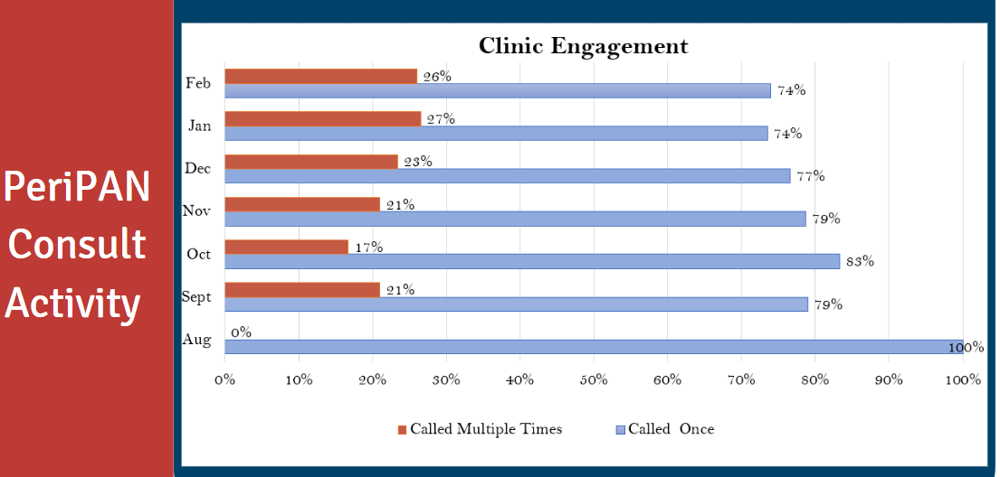 PeriPAN
Consult
Activity
Clinic Engagement
Feb
26%
74%
Jan
27%
74%
Dec
23%
77%
Nov
21%
79%
Oct
17%
83%
Sept
21%
79%
Aug
0%
100%
0% 10% 20% 30% 40% 50% 60% 70% 80% 90% 100%
Called Multiple Times Called Once